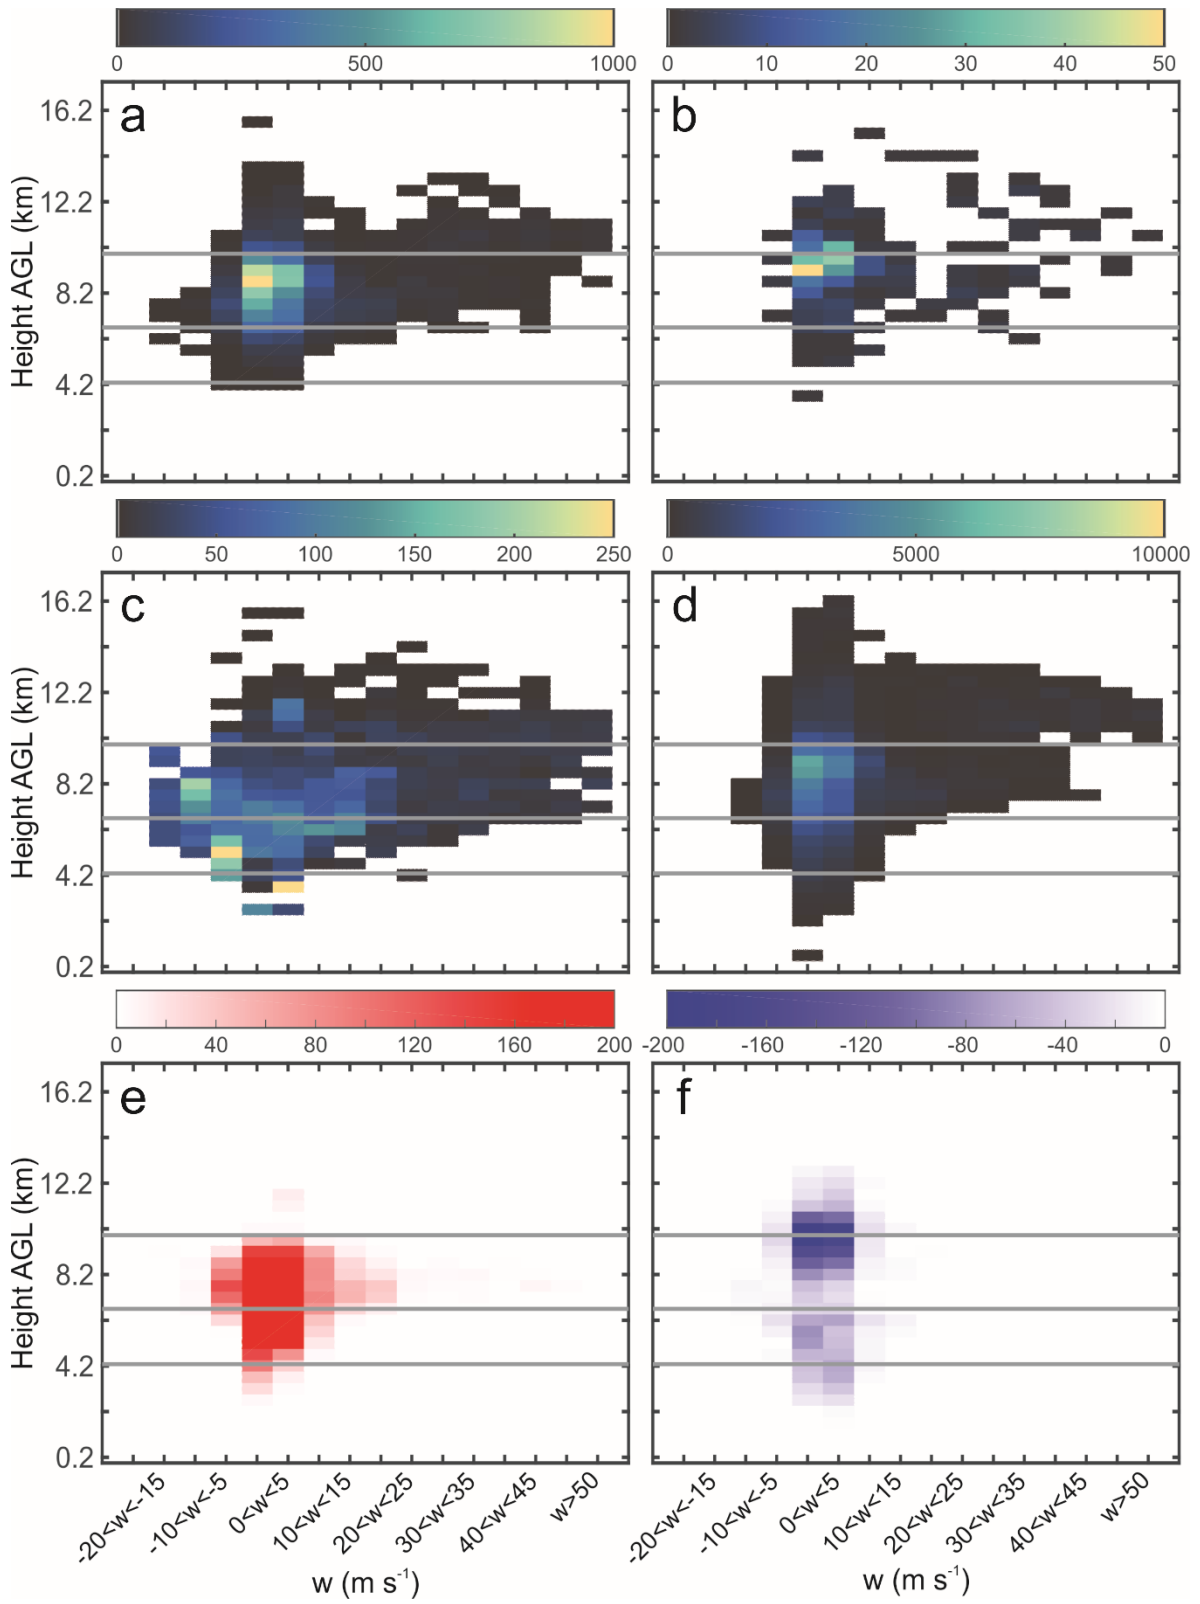 0 500 1000
0 10 20 30 40 50
a
b
16.2
12.2
8.2
4.2
0.2
Height AGL (km)
0 50 100 150 200 250
0 5000 10000
c
d
16.2
12.2
8.2
4.2
0.2
Height AGL (km)
0 40 80 120 160 200
-200 -160 -120 -80 -40 0
e
f
16.2
12.2
8.2
4.2
0.2
Height AGL (km)
-20<w<-15 -10<w<-5 0<w<5 10<w<15 20<w<25 30<w<35 40<w<45 w>50
-20<w<-15 -10<w<-5 0<w<5 10<w<15 20<w<25 30<w<35 40<w<45 w>50
w (m s⁻¹)
w (m s⁻¹)